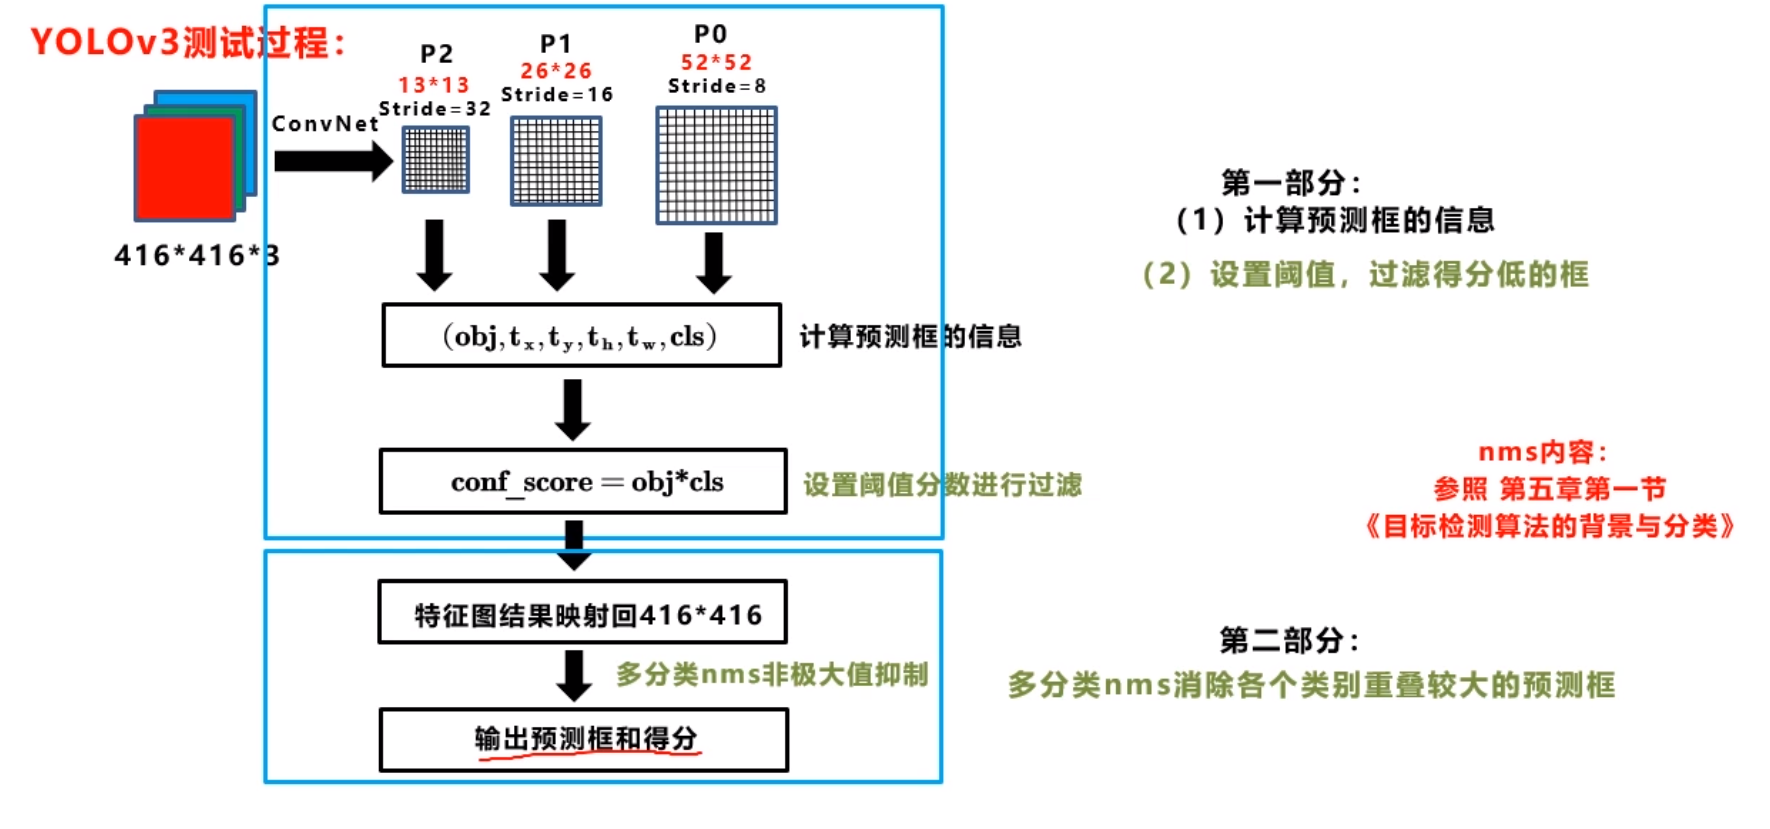 YOLOv3测试过程：
P2
13*13
Stride=32
P1
26*26
Stride=16
P0
52*52
Stride=8
ConvNet
416*416*3
(obj,tx,ty,th,tw,cls)
计算预测框的信息
conf_score=obj*cls
设置阈值分数进行过滤
特征图结果映射回416*416
多分类nms非极大值抑制
输出预测框和得分
第一部分：
（1）计算预测框的信息
（2）设置阈值，过滤得分低的框
nms内容：
参照 第五章第一节
《目标检测算法的背景与分类》
第二部分：
多分类nms消除各个类别重叠较大的预测框